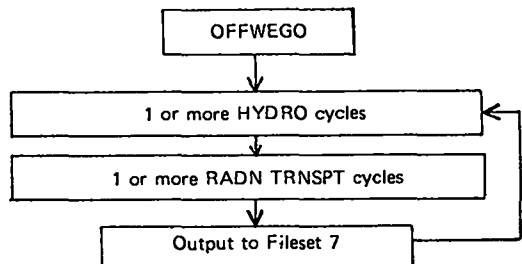 OFFWEGO
1 or more HYDRO cycles
1 or more RADN TRNSPT cycles
Output to Fileset 7